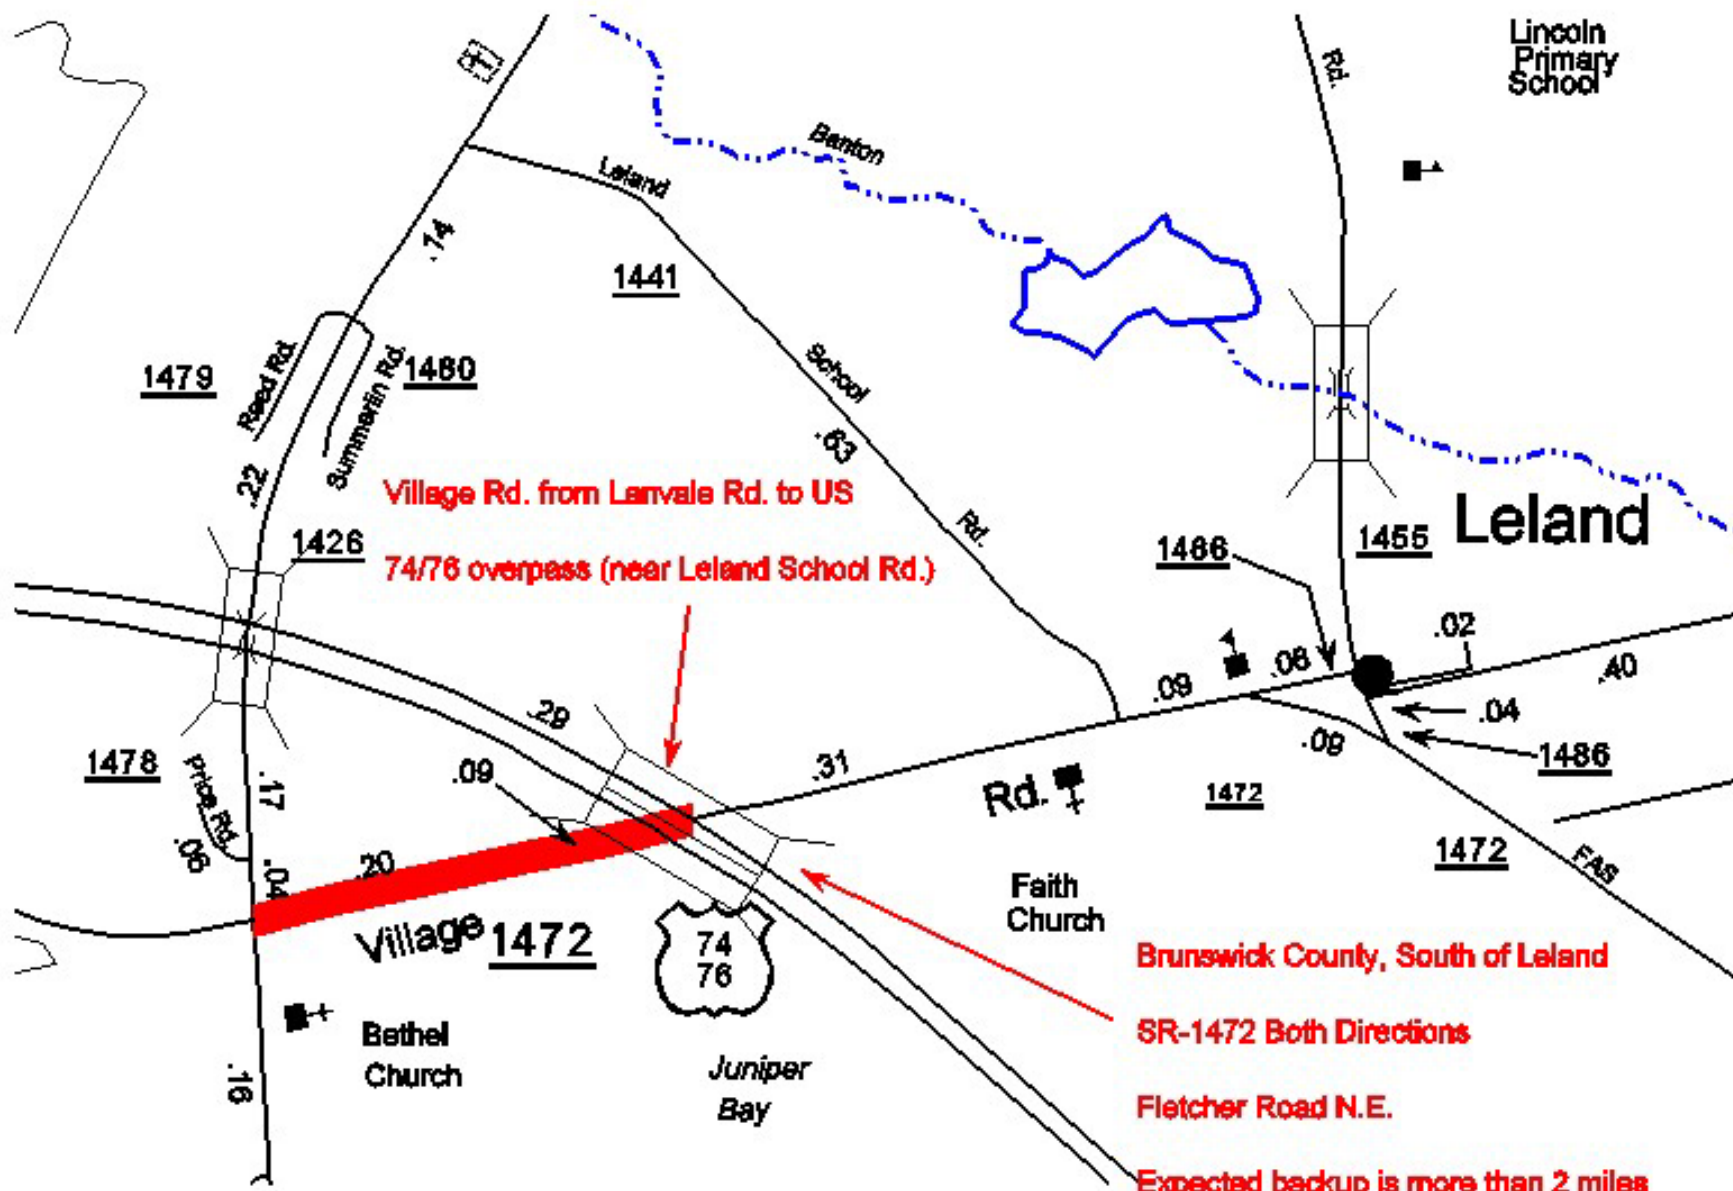 Lincoln
Primary
School
Rd.
Banton
Leland
.14
1441
Reed Rd.
1479
1480
Summerlin Rd.
School
.63
.22
Village Rd. from Lanvale Rd. to US
74/76 overpass (near Leland School Rd.)
Rd.
Leland
1426
1486
1455
.02
.40
.08
.09
.04
.09
1486
.29
.31
1478
Price Rd.
.17
.09
Rd.
1472
1472
FAS
.06
.04
.20
Village
1472
74
76
Faith
Church
Bethel
Church
Juniper
Bay
.16
Brunswick County, South of Leland
SR-1472 Both Directions
Fletcher Road N.E.
Expected backup is more than 2 miles